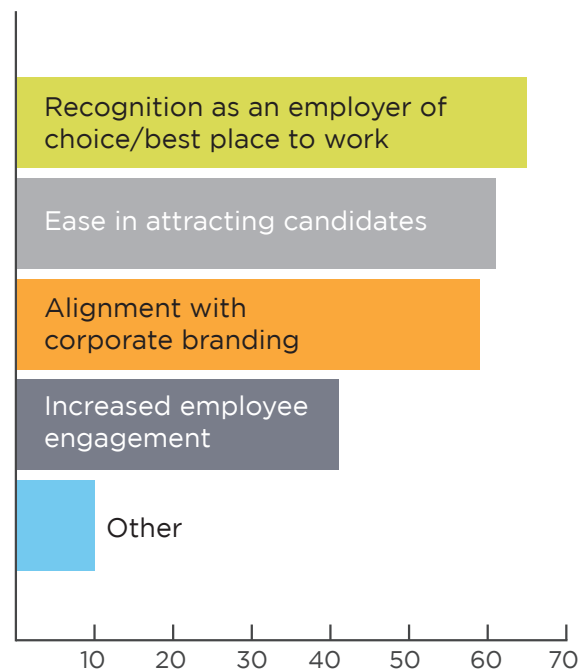 Recognition as an employer of
choice/best place to work
Ease in attracting candidates
Alignment with
corporate branding
Increased employee
engagement
Other
10 20 30 40 50 60 70